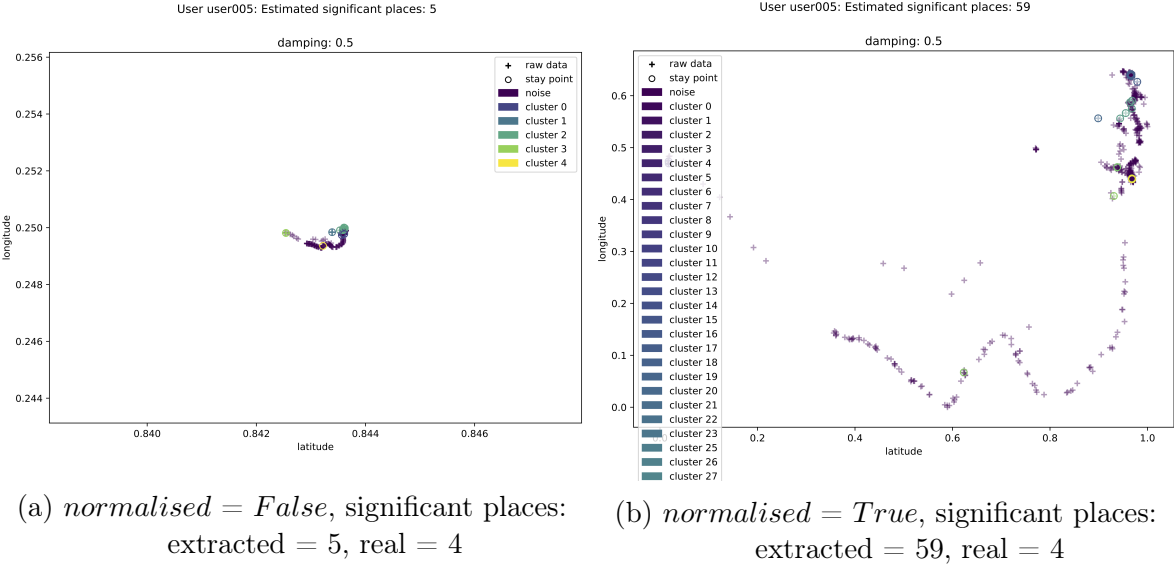 User user005: Estimated significant places: 5
damping: 0.5
0.256
0.254
0.252
0.250
0.248
0.246
0.244
longitude
0.840
0.842
0.844
0.846
latitude
raw data
stay point
noise
cluster 0
cluster 1
cluster 2
cluster 3
cluster 4
(a) normalised = False, significant places:
extracted = 5, real = 4
User user005: Estimated significant places: 59
damping: 0.5
0.6
0.5
0.4
0.3
0.2
0.1
0.0
longitude
0.0
0.2
0.4
0.6
0.8
1.0
latitude
raw data
stay point
noise
cluster 0
cluster 1
cluster 2
cluster 3
cluster 4
cluster 5
cluster 6
cluster 7
cluster 8
cluster 9
cluster 10
cluster 11
cluster 12
cluster 13
cluster 14
cluster 15
cluster 16
cluster 17
cluster 18
cluster 19
cluster 20
cluster 21
cluster 22
cluster 23
cluster 25
cluster 26
cluster 27
(b) normalised = True, significant places:
extracted = 59, real = 4